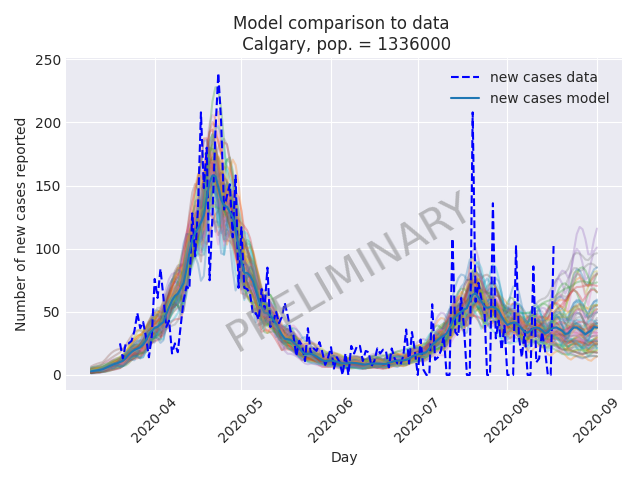 Model comparison to data
Calgary, pop. = 1336000
new cases data
new cases model
Number of new cases reported
250
200
150
100
50
0
PRELIMINARY
2020-04
2020-05
2020-06
2020-07
2020-08
2020-09
Day